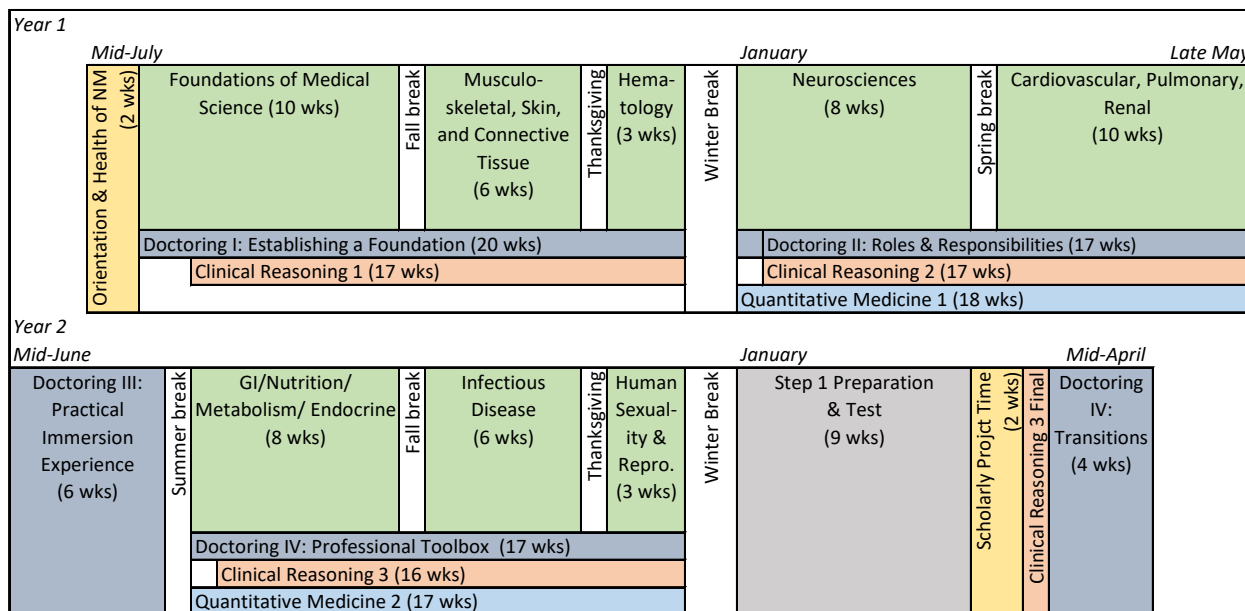 Year 1
Mid-July
January
Late May
Orientation & Health of NM
(2 wks)
Foundations of Medical
Science (10 wks)
Fall break
Musculo-
skeletal, Skin,
and Connective
Tissue
(6 wks)
Thanksgiving
Hema-
tology
(3 wks)
Winter Break
Neurosciences
(8 wks)
Spring break
Cardiovascular, Pulmonary,
Renal
(10 wks)
Doctoring I: Establishing a Foundation (20 wks)
Doctoring II: Roles & Responsibilities (17 wks)
Clinical Reasoning 1 (17 wks)
Clinical Reasoning 2 (17 wks)
Quantitative Medicine 1 (18 wks)
Year 2
Mid-June
January
Mid-April
Doctoring III:
Practical
Immersion
Experience
(6 wks)
Summer break
GI/Nutrition/
Metabolism/ Endocrine
(8 wks)
Fall break
Infectious
Disease
(6 wks)
Thanksgiving
Human
Sexual-
ity &
Repro.
(3 wks)
Winter Break
Step 1 Preparation
& Test
(9 wks)
Scholarly Projct Time
(2 wks)
Clinical Reasoning 3 Final
Doctoring
IV:
Transitions
(4 wks)
Doctoring IV: Professional Toolbox (17 wks)
Clinical Reasoning 3 (16 wks)
Quantitative Medicine 2 (17 wks)